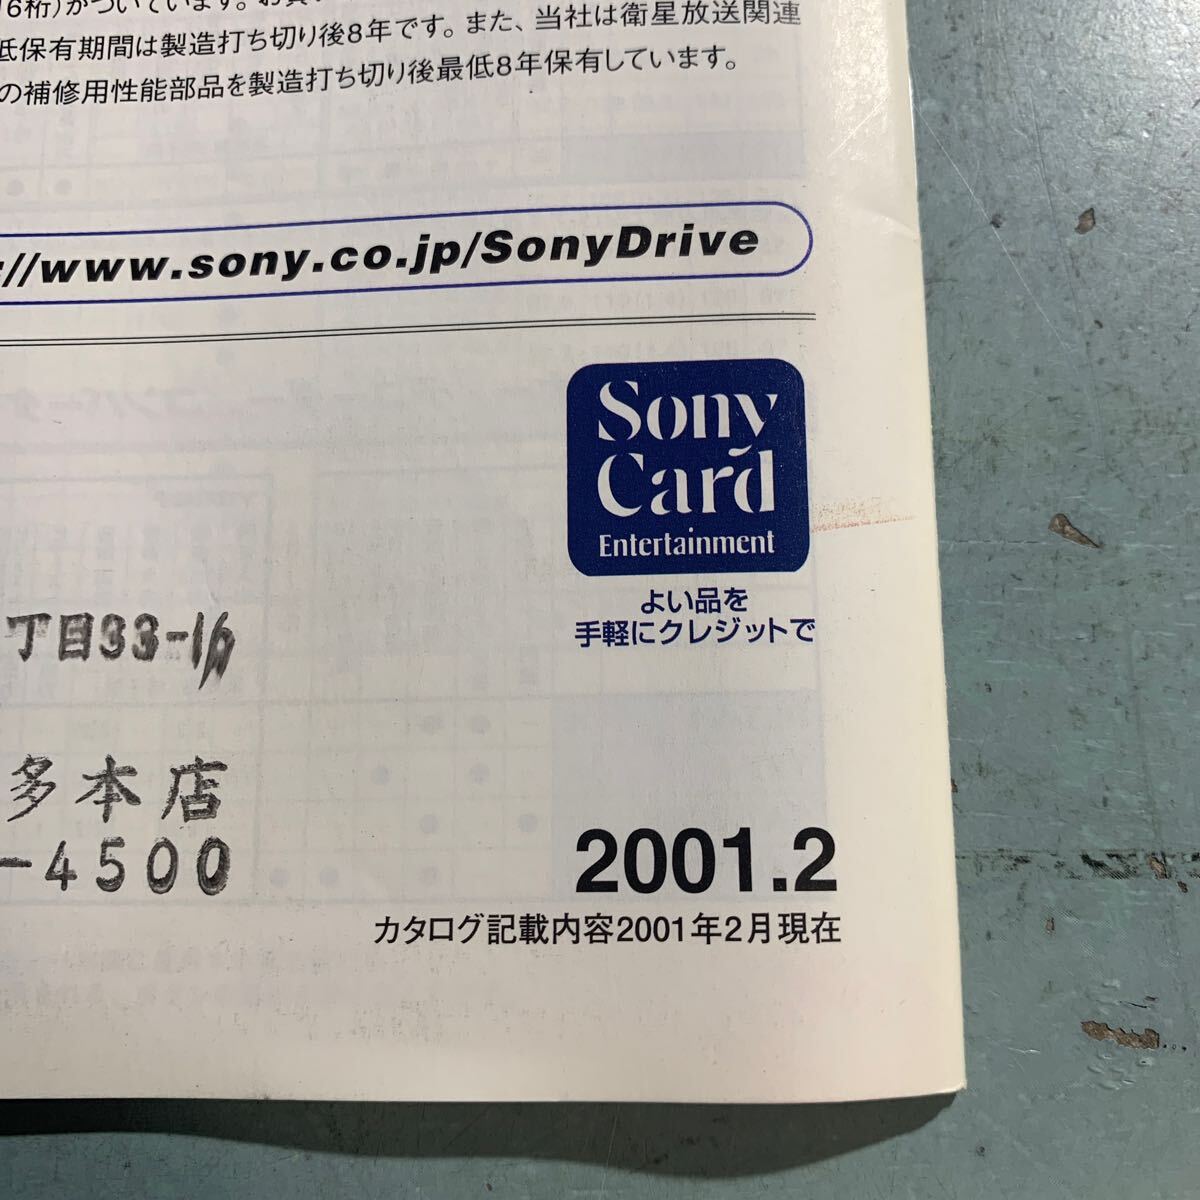 16桁)がついています。お買い
低保有期間は製造打ち切り後8年です。また、当社は衛星放送関連
の補修用性能部品を製造打ち切り後最低8年保有しています。
://www.sony.co.jp/SonyDrive
Sony
Card
Entertainment
よい品を
手軽にクレジットで
丁目33-16
多本店
-4500
2001.2
カタログ記載内容2001年2月現在